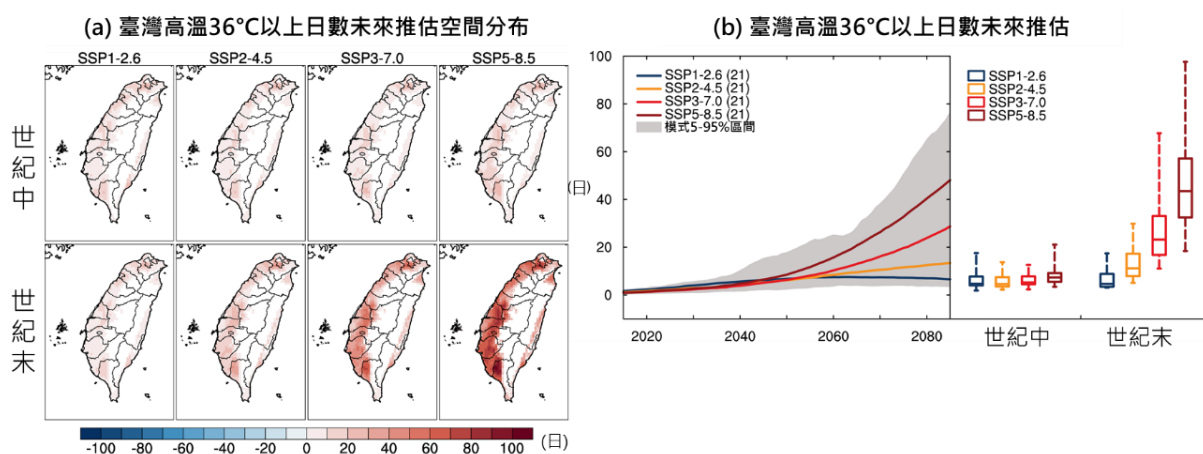 (a) 臺灣高溫36°C以上日數未來推估空間分布
SSP1-2.6 SSP2-4.5 SSP3-7.0 SSP5-8.5
世紀中
世紀末
-100 -80 -60 -40 -20 0 20 40 60 80 100 (日)
(b) 臺灣高溫36°C以上日數未來推估
100
80
60
40
20
0
(日)
SSP1-2.6 (21)
SSP2-4.5 (21)
SSP3-7.0 (21)
SSP5-8.5 (21)
模式5-95%區間
2020 2040 2060 2080
SSP1-2.6
SSP2-4.5
SSP3-7.0
SSP5-8.5
世紀中 世紀末